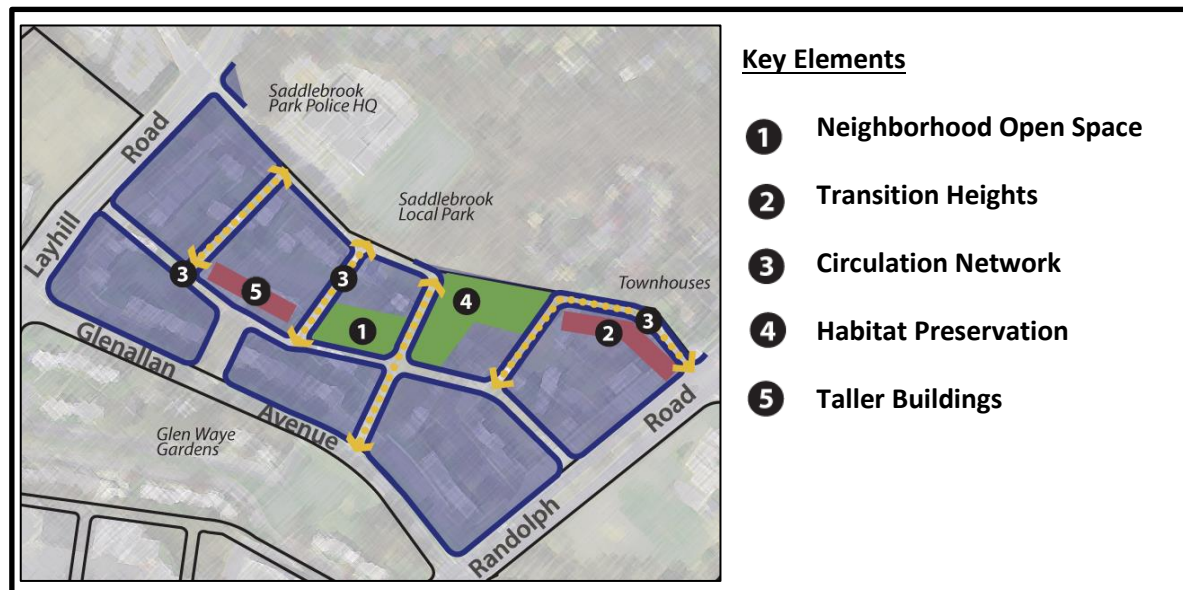 Saddlebrook
Park Police HQ
Road
Layhill
Saddlebrook
Local Park
Townhouses
3
5
3
1
4
2
3
Glenallan
Avenue
Glen Waye
Gardens
Randolph
Road
Key Elements
1 Neighborhood Open Space
2 Transition Heights
3 Circulation Network
4 Habitat Preservation
5 Taller Buildings